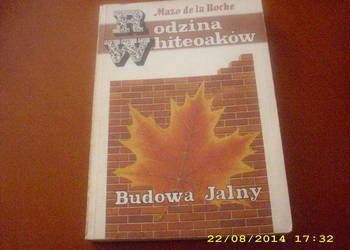 Mazo de la Roche
Rodzina
Whiteoaków
Budowa Jalny
22/08/2014 17:32